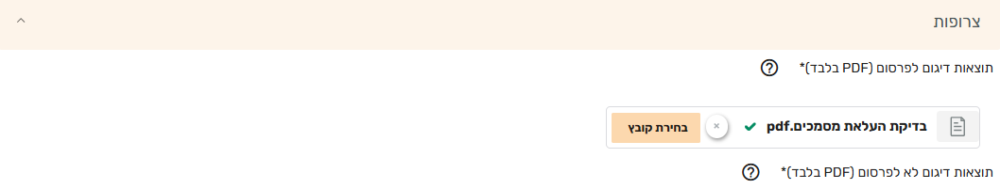 צרופות
תוצאות דיגום לפרסום (PDF בלבד)*
בדיקת העלאת מסמכים.pdf
בחירת קובץ
תוצאות דיגום לא לפרסום (PDF בלבד)*